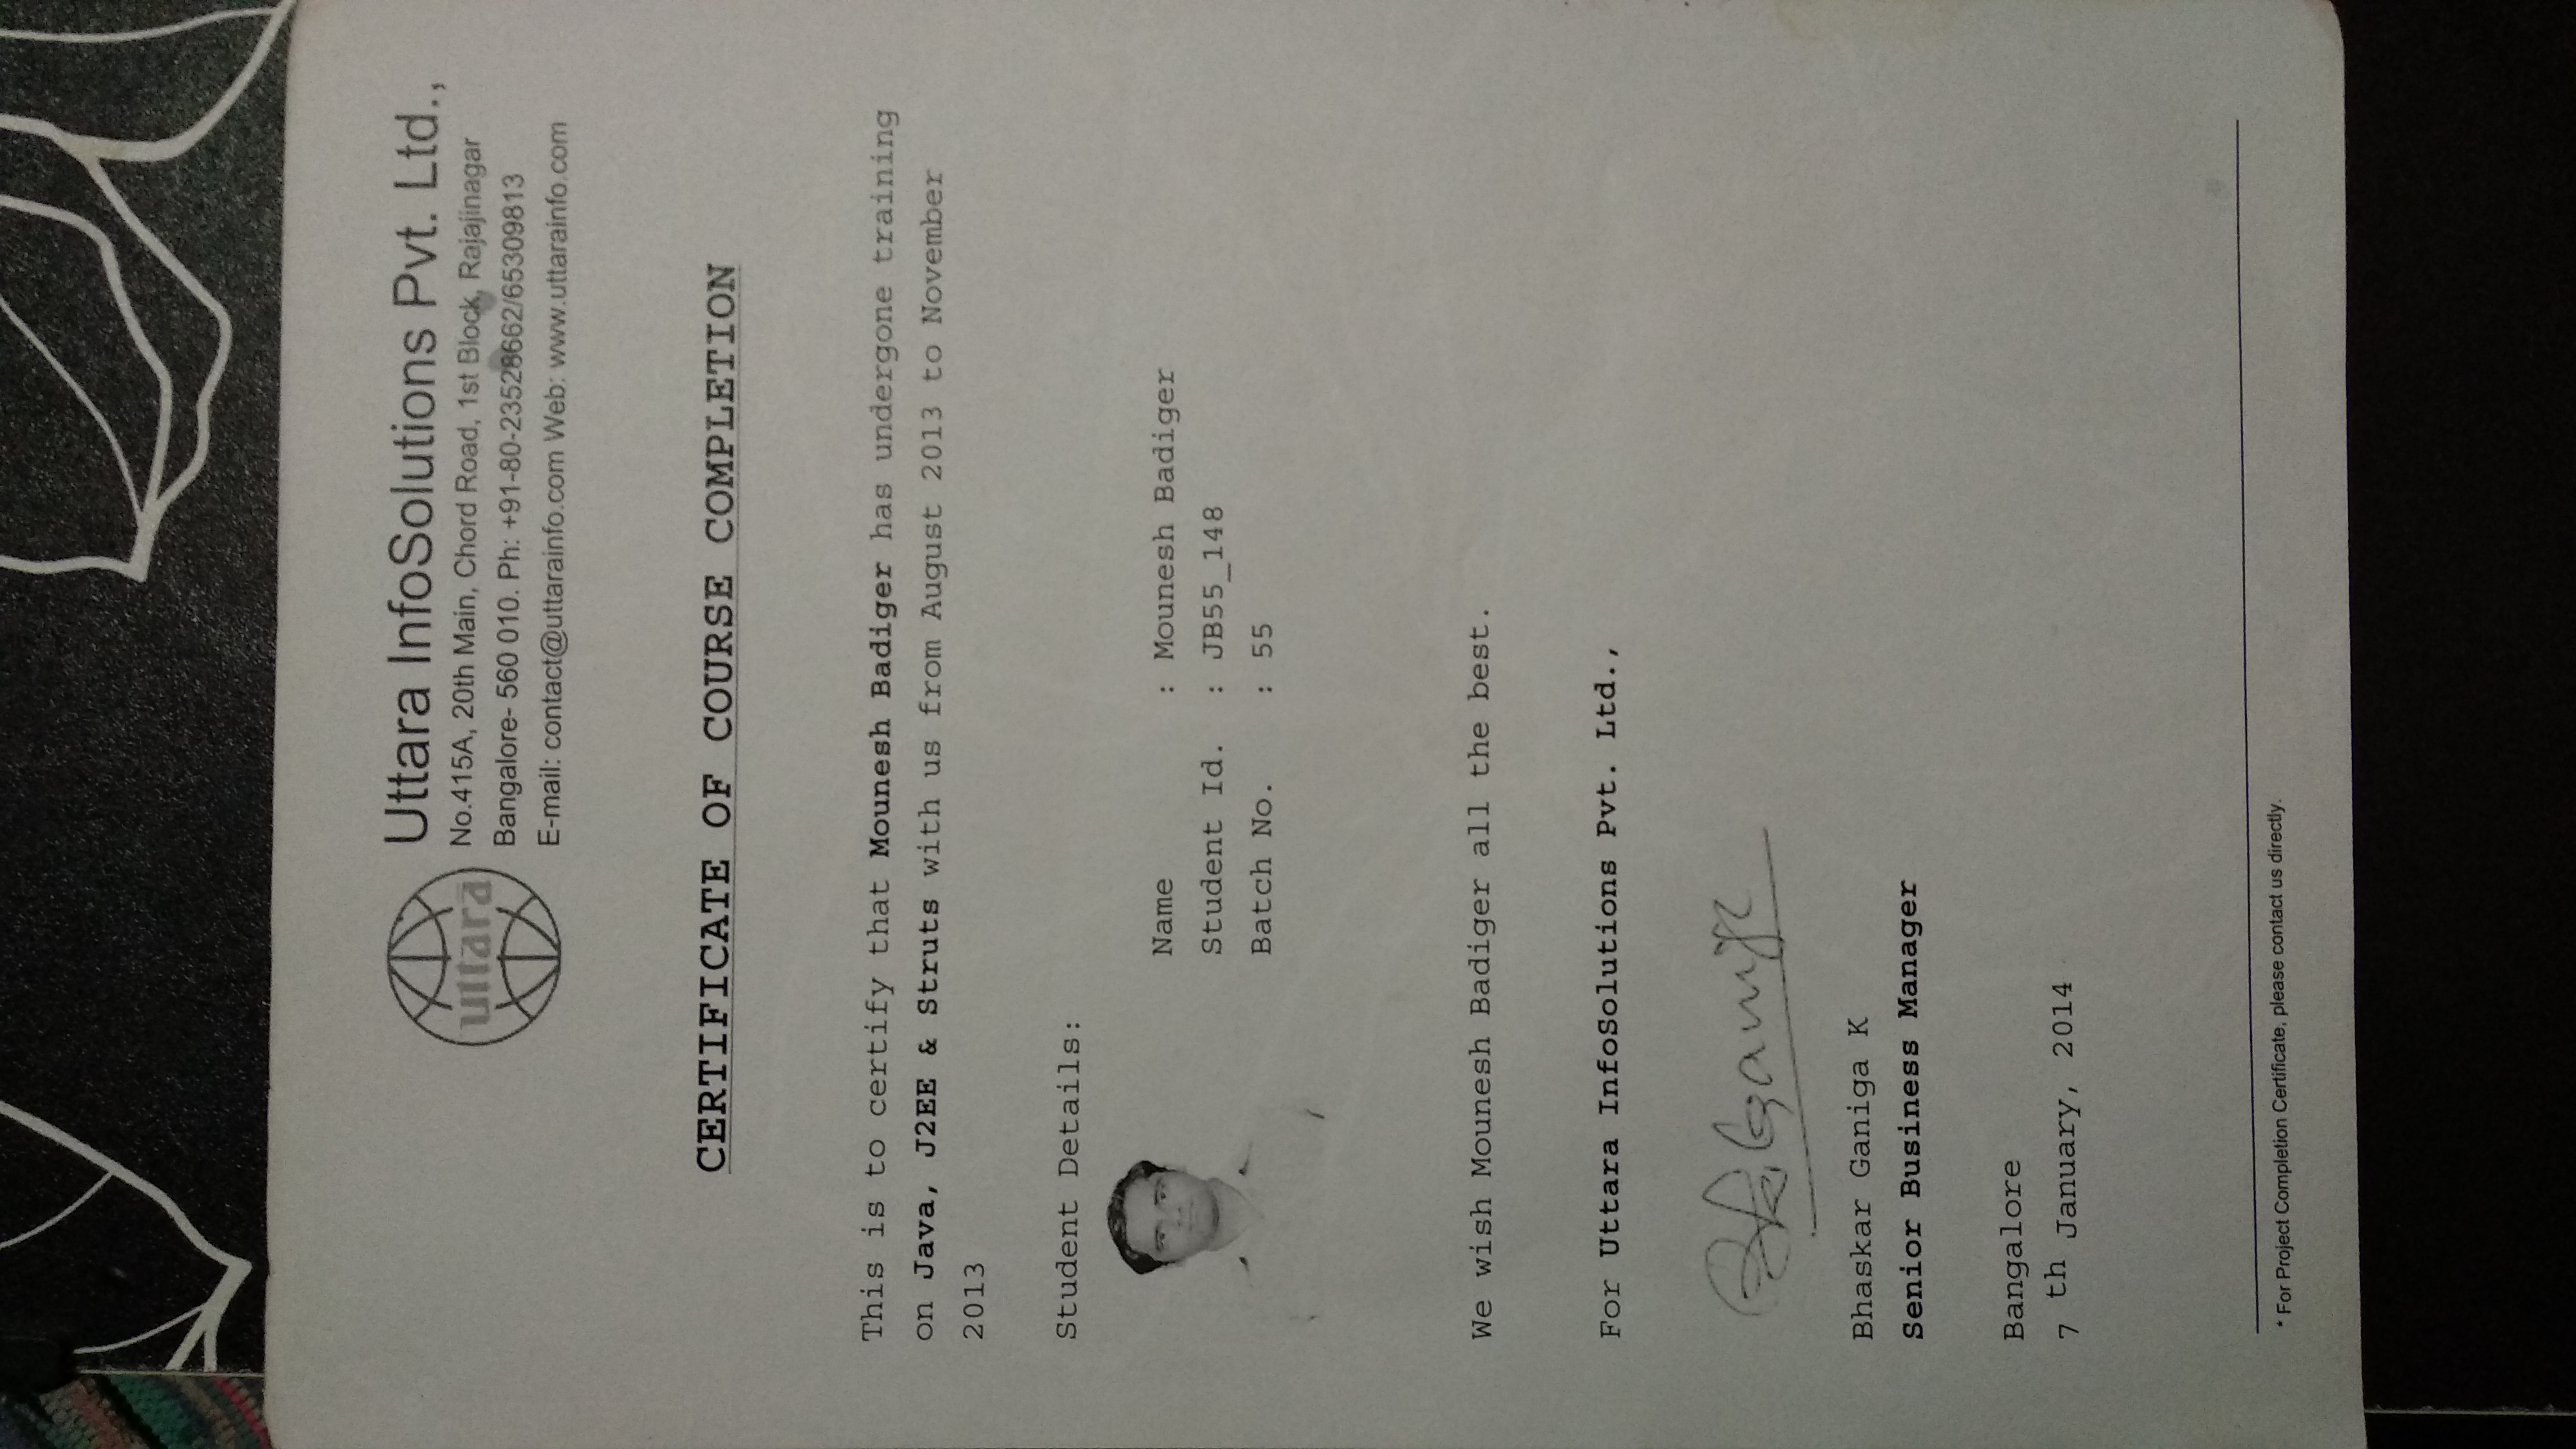 Uttara InfoSolutions Pvt. Ltd.,
uttara
No.415A, 20th Main, Chord Road, 1st Block, Rajajinagar
Bangalore- 560 010. Ph: +91-80-23528662/65309813
E-mail: contact@uttarainfo.com Web: www.uttarainfo.com
CERTIFICATE OF COURSE COMPLETION
This is to certify that Mounesh Badiger has undergone training
on Java, J2EE & Struts with us from August 2013 to November
2013
Student Details:
Name : Mounesh Badiger
Student Id. : JB55_148
Batch No. : 55
We wish Mounesh Badiger all the best.
For Uttara InfoSolutions Pvt. Ltd.,
Bhaskar Ganiga K
Senior Business Manager
Bangalore
7 th January, 2014
* For Project Completion Certificate, please contact us directly.